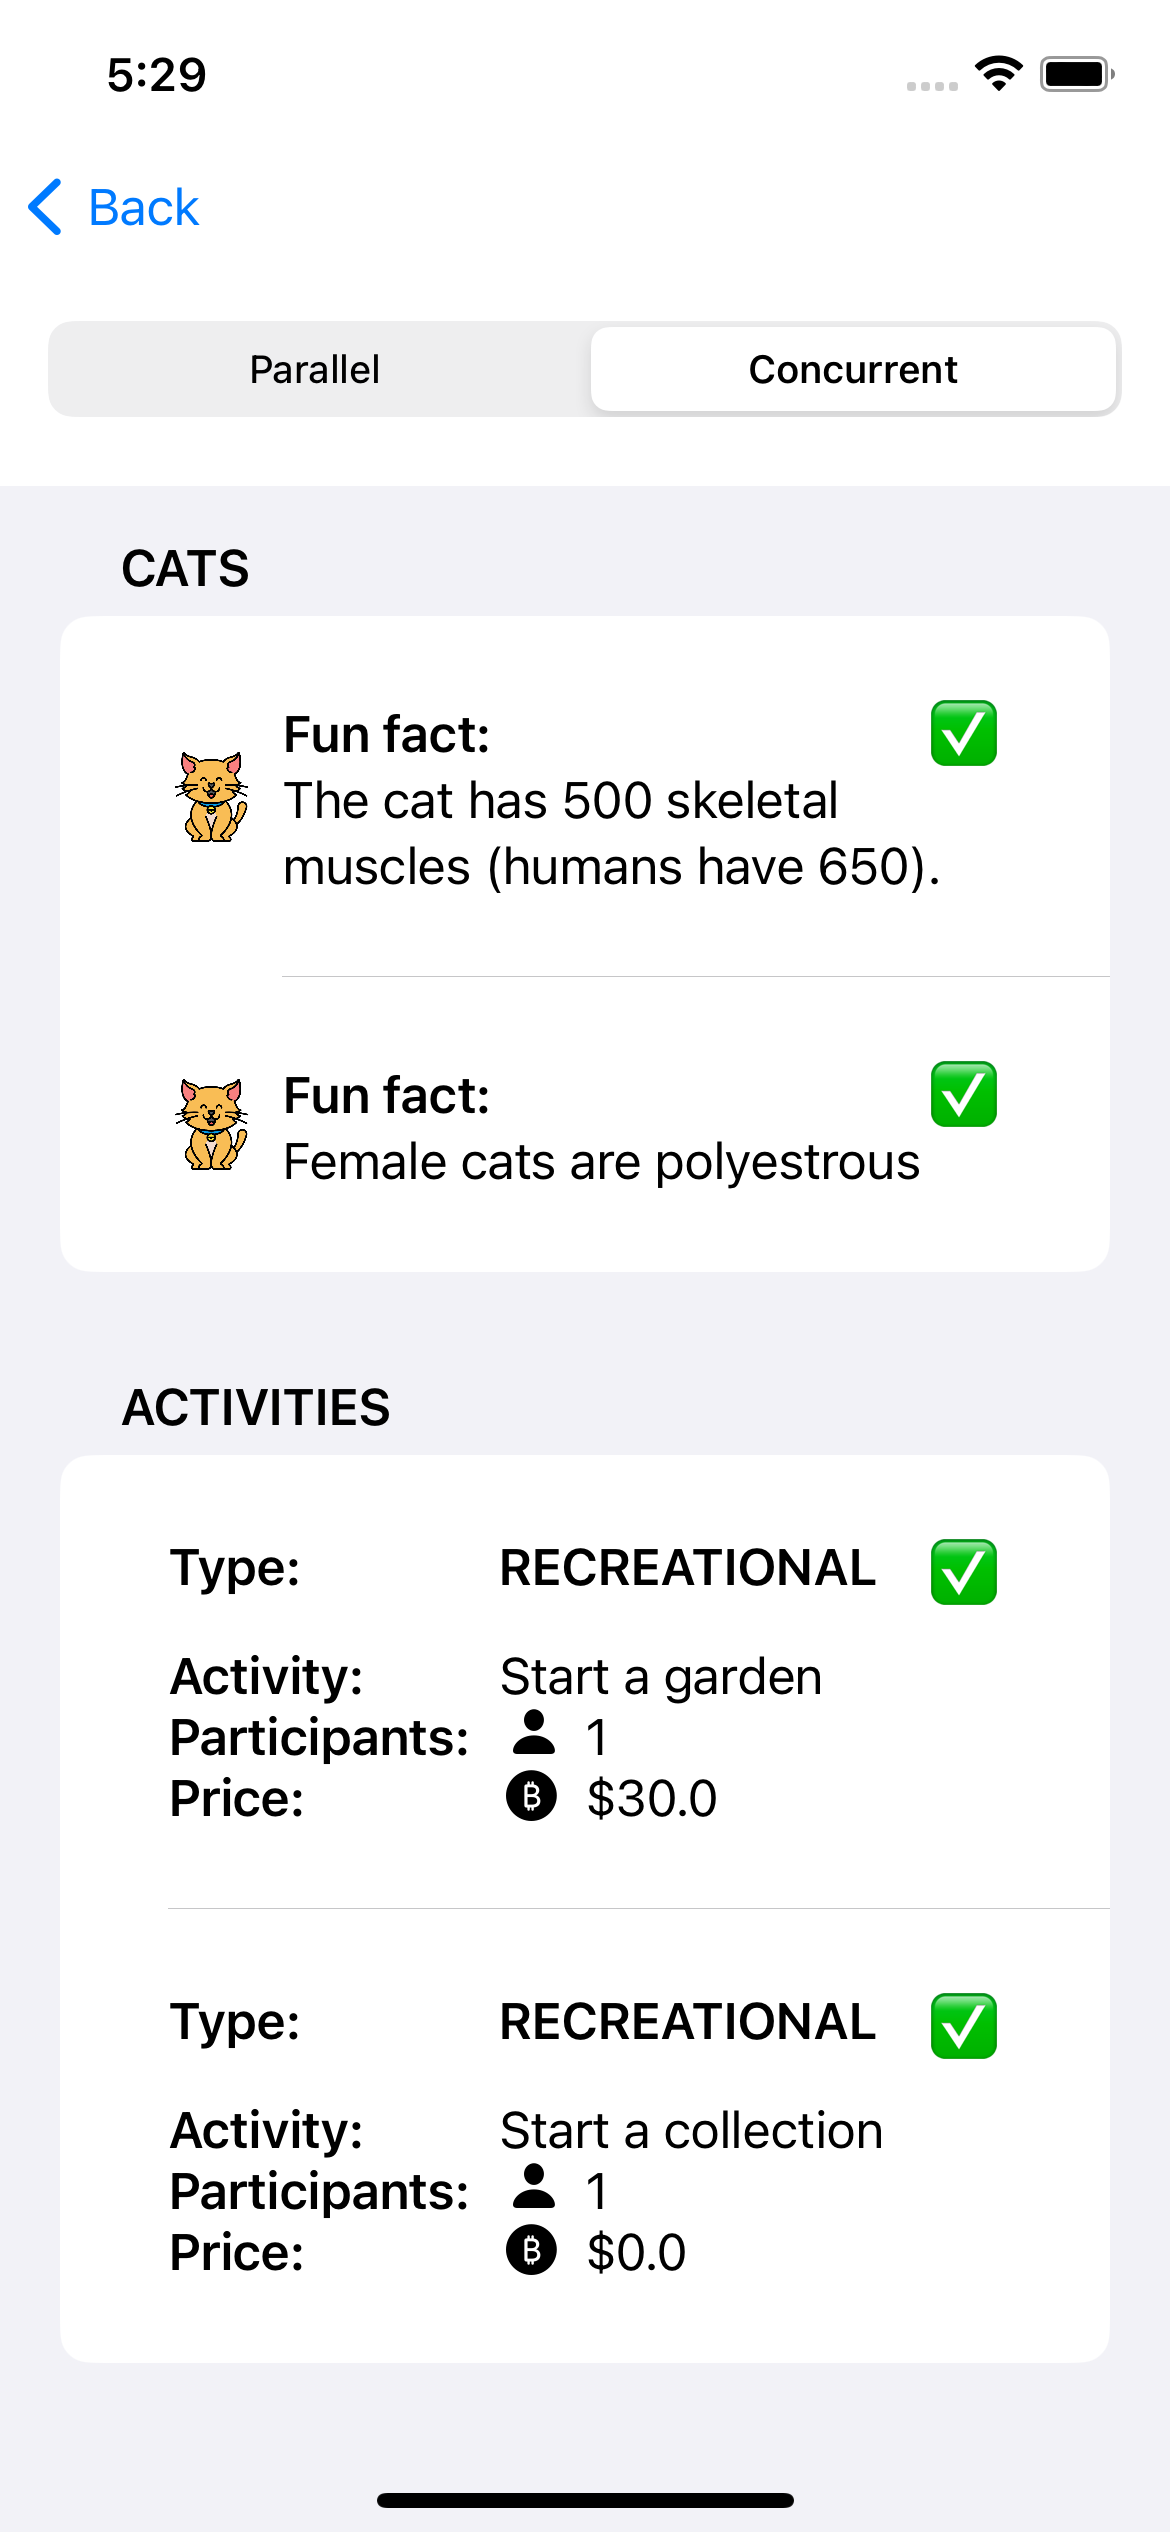 5:29
Back
Parallel
Concurrent
CATS
Fun fact:
The cat has 500 skeletal
muscles (humans have 650).
Fun fact:
Female cats are polyestrous
ACTIVITIES
Type: RECREATIONAL
Activity: Start a garden
Participants: 1
Price: $30.0
Type: RECREATIONAL
Activity: Start a collection
Participants: 1
Price: $0.0